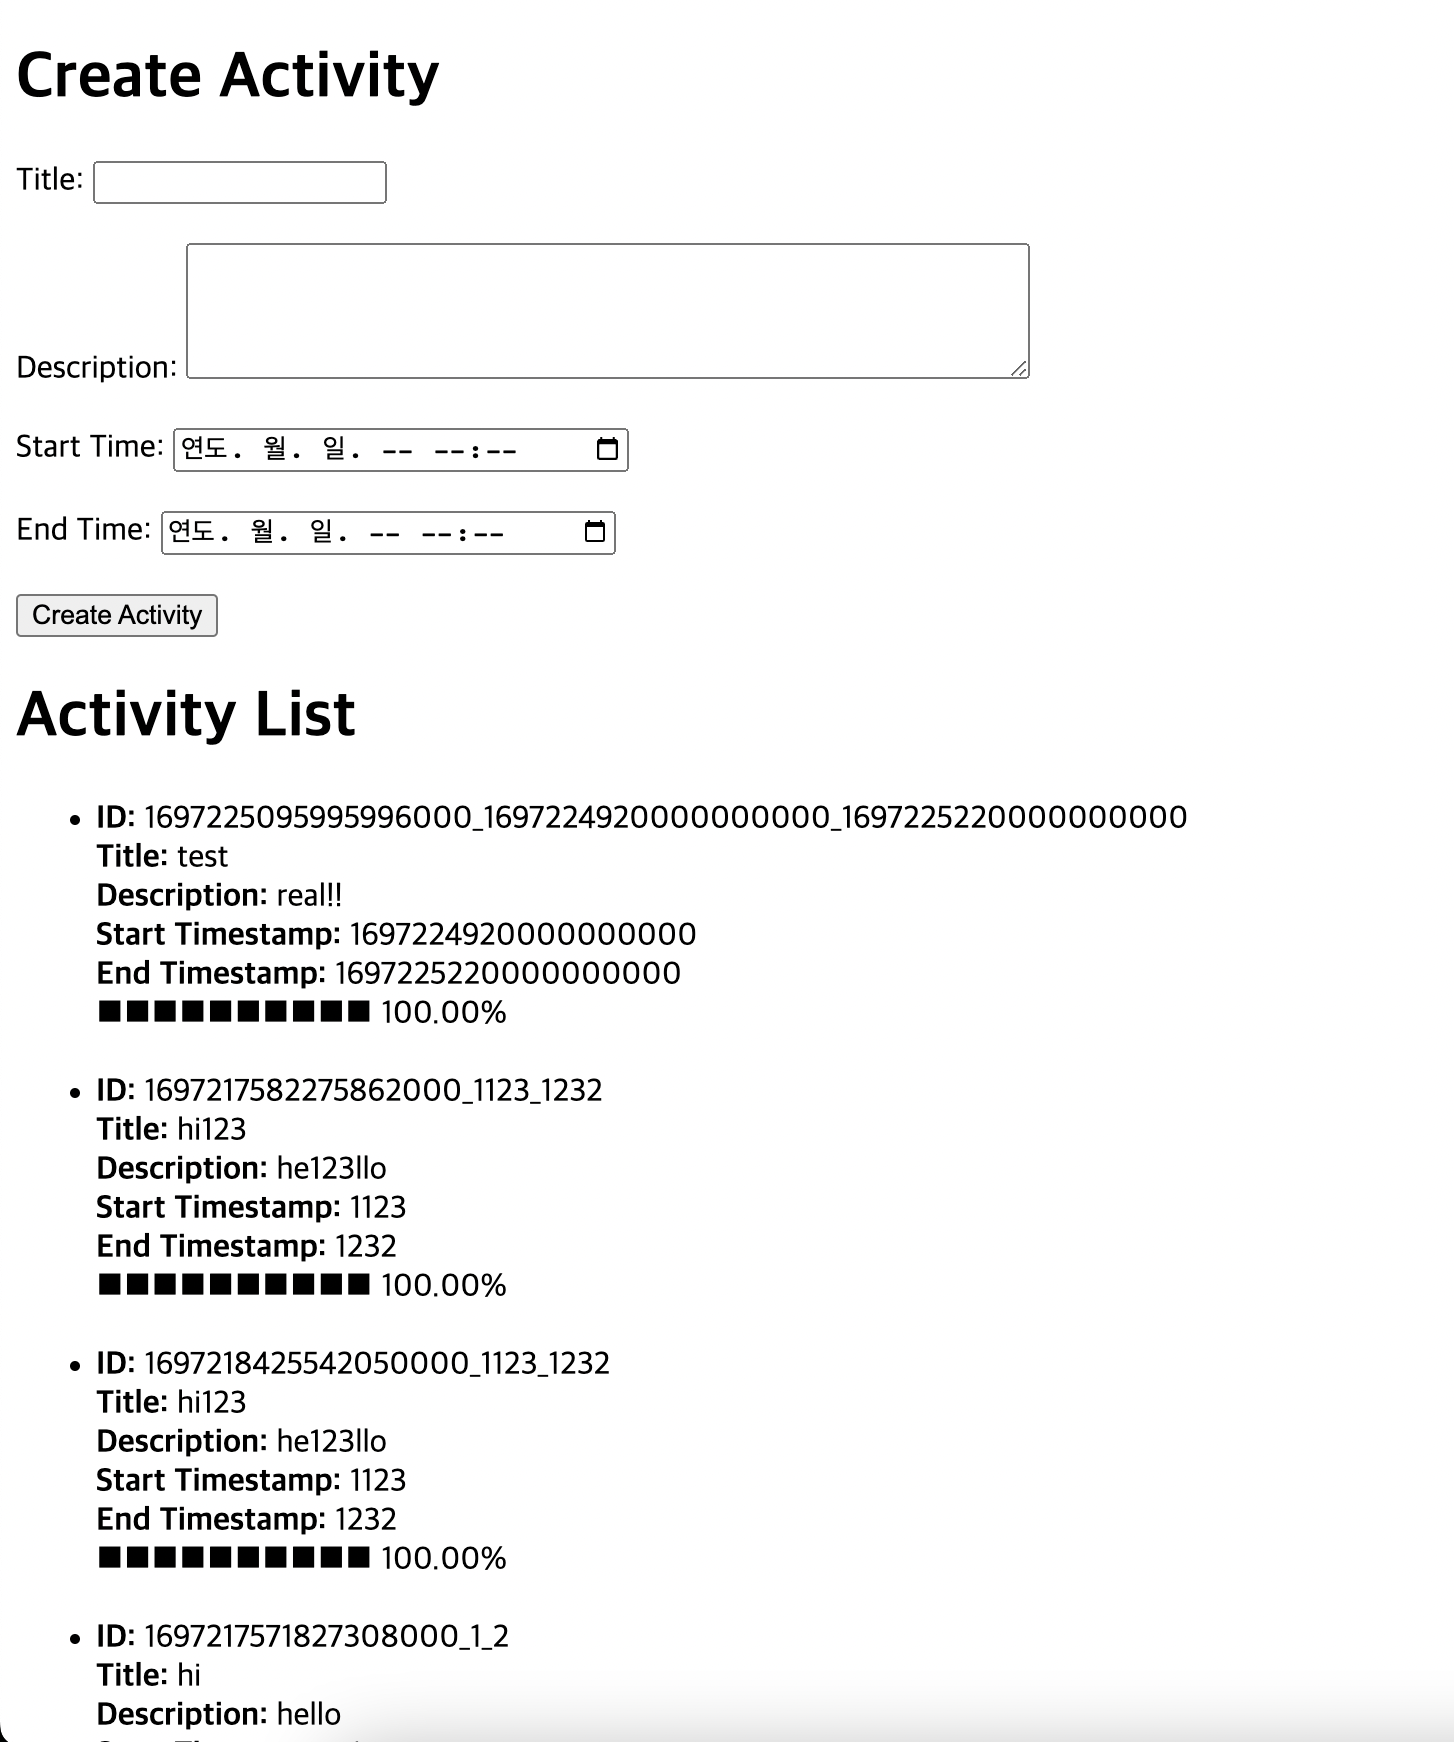 Create Activity
Title:
Description:
Start Time: 연도. 월. 일. -- --:--
End Time: 연도. 월. 일. -- --:--
Create Activity
Activity List
ID: 1697225095995996000_1697224920000000000_1697225220000000000
Title: test
Description: real!!
Start Timestamp: 1697224920000000000
End Timestamp: 1697225220000000000
■■■■■■■■■■ 100.00%
ID: 1697217582275862000_1123_1232
Title: hi123
Description: he123llo
Start Timestamp: 1123
End Timestamp: 1232
■■■■■■■■■■ 100.00%
ID: 1697218425542050000_1123_1232
Title: hi123
Description: he123llo
Start Timestamp: 1123
End Timestamp: 1232
■■■■■■■■■■ 100.00%
ID: 1697217571827308000_1_2
Title: hi
Description: hello